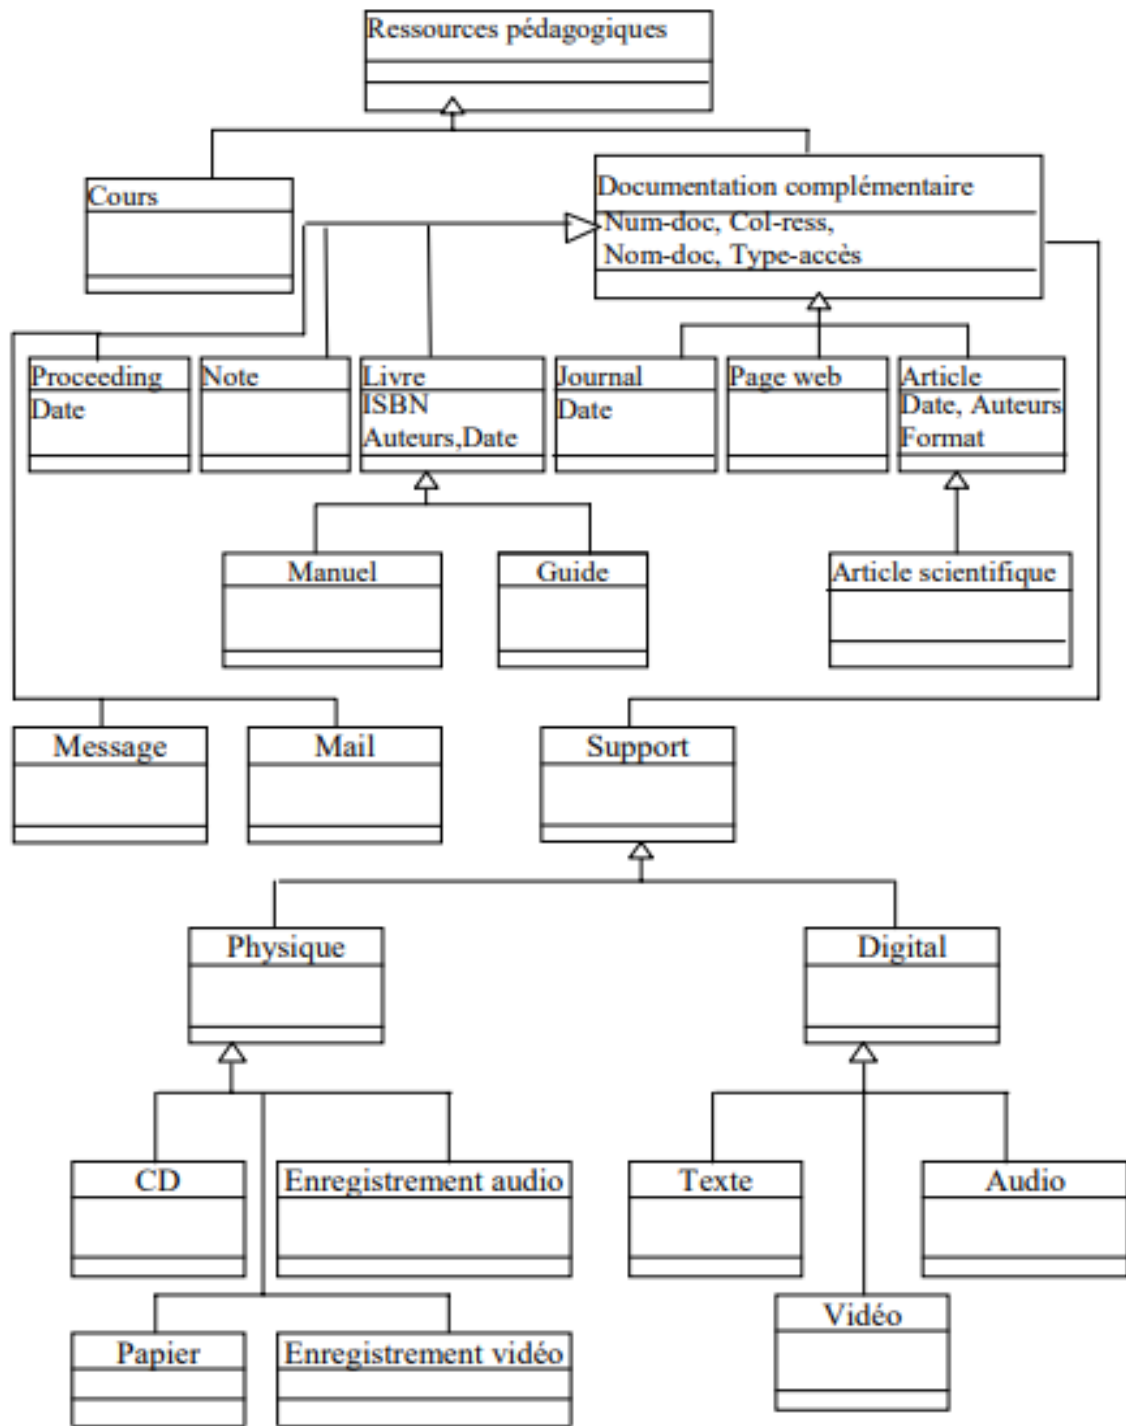 Ressources pédagogiques
Cours
Documentation complémentaire
Num-doc, Col-ress,
Nom-doc, Type-accès
Proceeding
Date
Note
Livre
ISBN
Auteurs,Date
Journal
Date
Page web
Article
Date, Auteurs
Format
Manuel
Guide
Article scientifique
Message
Mail
Support
Physique
Digital
CD
Enregistrement audio
Texte
Audio
Papier
Enregistrement vidéo
Vidéo